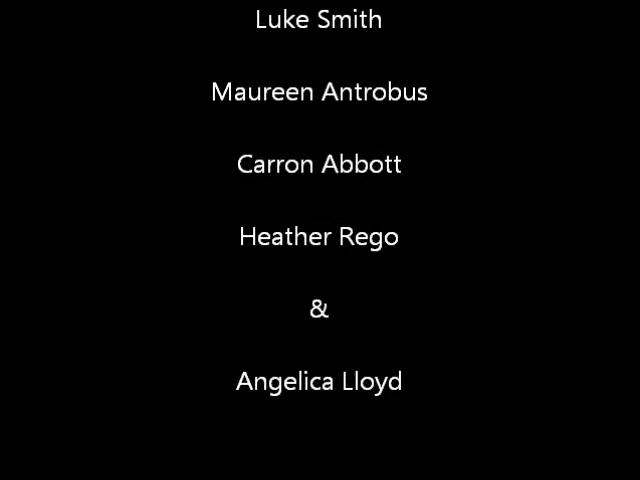 Luke Smith
Maureen Antrobus
Carron Abbott
Heather Rego
&
Angelica Lloyd